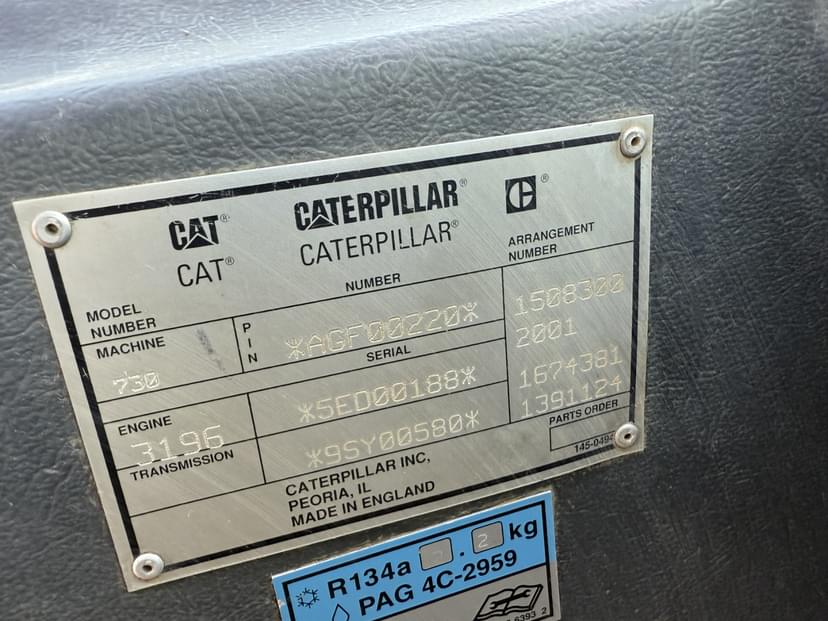 CAT® CATERPILLAR® ®
CAT® CATERPILLAR®
MODEL NUMBER
NUMBER
ARRANGEMENT NUMBER
MACHINE
PIN
730
*AGF00220*
1508300
2001
SERIAL
ENGINE
3196
*5ED00188*
1674381
TRANSMISSION
*9SY00580*
1391124
PARTS ORDER
145-0494
CATERPILLAR INC,
PEORIA, IL
MADE IN ENGLAND
R134a . 2 kg
PAG 4C-2959
6393 2